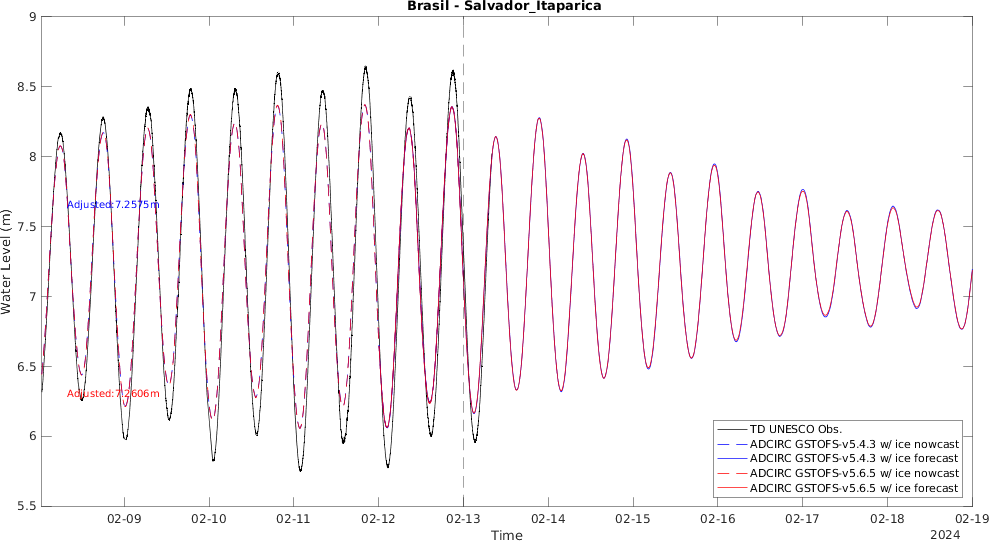 Brasil - Salvador_Itaparica
9
8.5
8
7.5
7
6.5
6
5.5
Water Level (m)
Adjusted:7.2575m
Adjusted:7.2606m
TD UNESCO Obs.
ADCIRC GSTOFS-v5.4.3 w/ ice nowcast
ADCIRC GSTOFS-v5.4.3 w/ ice forecast
ADCIRC GSTOFS-v5.6.5 w/ ice nowcast
ADCIRC GSTOFS-v5.6.5 w/ ice forecast
02-09 02-10 02-11 02-12 02-13 02-14 02-15 02-16 02-17 02-18 02-19
Time
2024